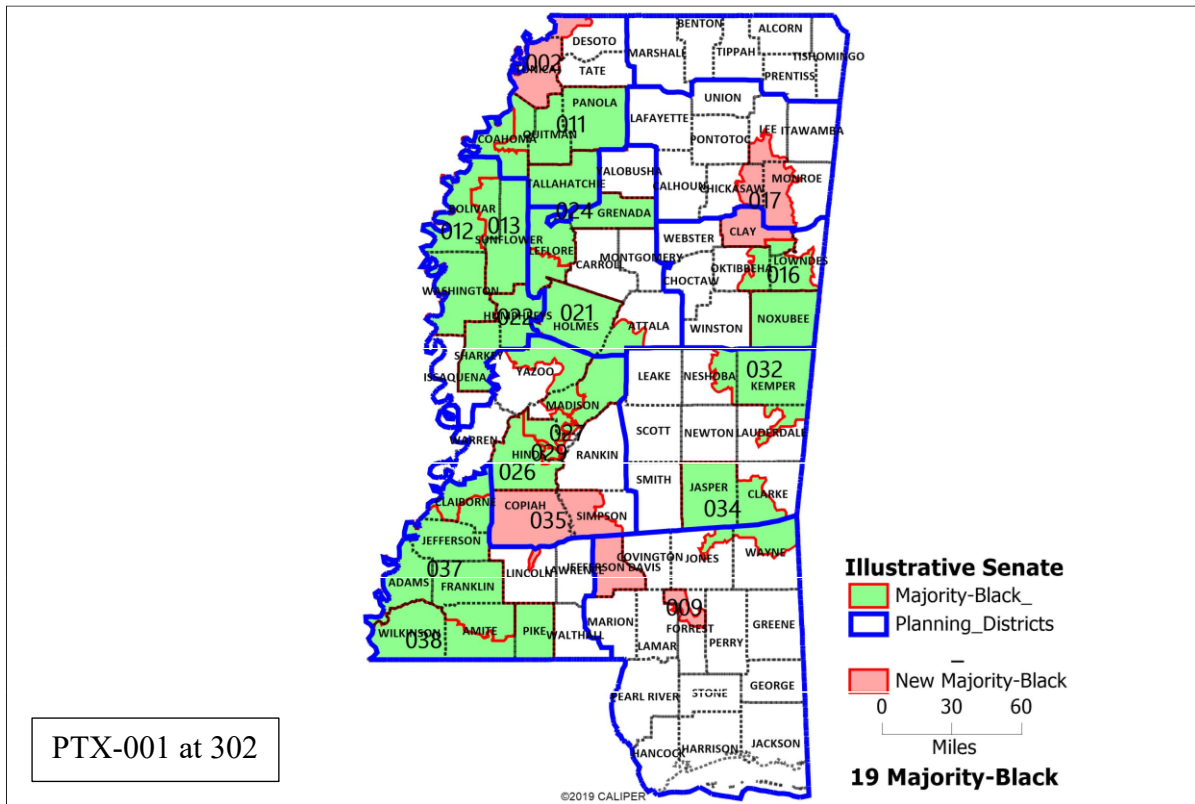 BENTON
ALCORN
DESOTO
MARSHALL
TIPPAH
TISHOMINGO
002
TATE
PRENTISS
PANOLA
UNION
011
LAFAYETTE
LEE
ITAWAMBA
QUITMAN
PONTOTOC
COAHOMA
YALOBUSHA
MONROE
TALLAHATCHIE
CALHOUN
CHICKASAW
017
BOLIVAR
024
GRENADA
012
013
CLAY
SUNFLOWER
WEBSTER
LEFLORE
MONTGOMERY
CARROLL
OKTIBBEHA
LOWNDES
016
CHOCTAW
WASHINGTON
HUMPHREYS
022
021
HOLMES
ATTALA
WINSTON
NOXUBEE
SHARKEY
ISSAQUENA
YAZOO
LEAKE
NESHOBA
032
KEMPER
MADISON
SCOTT
NEWTON
LAUDERDALE
WARREN
027
HINDS
029
RANKIN
026
SMITH
JASPER
CLARKE
034
COPIAH
035
SIMPSON
CLAIBORNE
JEFFERSON
COVINGTON
JONES
WAYNE
LINCOLN
LAWRENCE
JEFFERSON DAVIS
037
ADAMS
FRANKLIN
009
WILKINSON
038
AMITE
PIKE
WALTHALL
MARION
FORREST
LAMAR
PERRY
GREENE
PEARL RIVER
STONE
GEORGE
HANCOCK
HARRISON
JACKSON
Illustrative Senate
Majority-Black_
Planning_Districts
_
New Majority-Black
0 30 60
Miles
19 Majority-Black
PTX-001 at 302
©2019 CALIPER